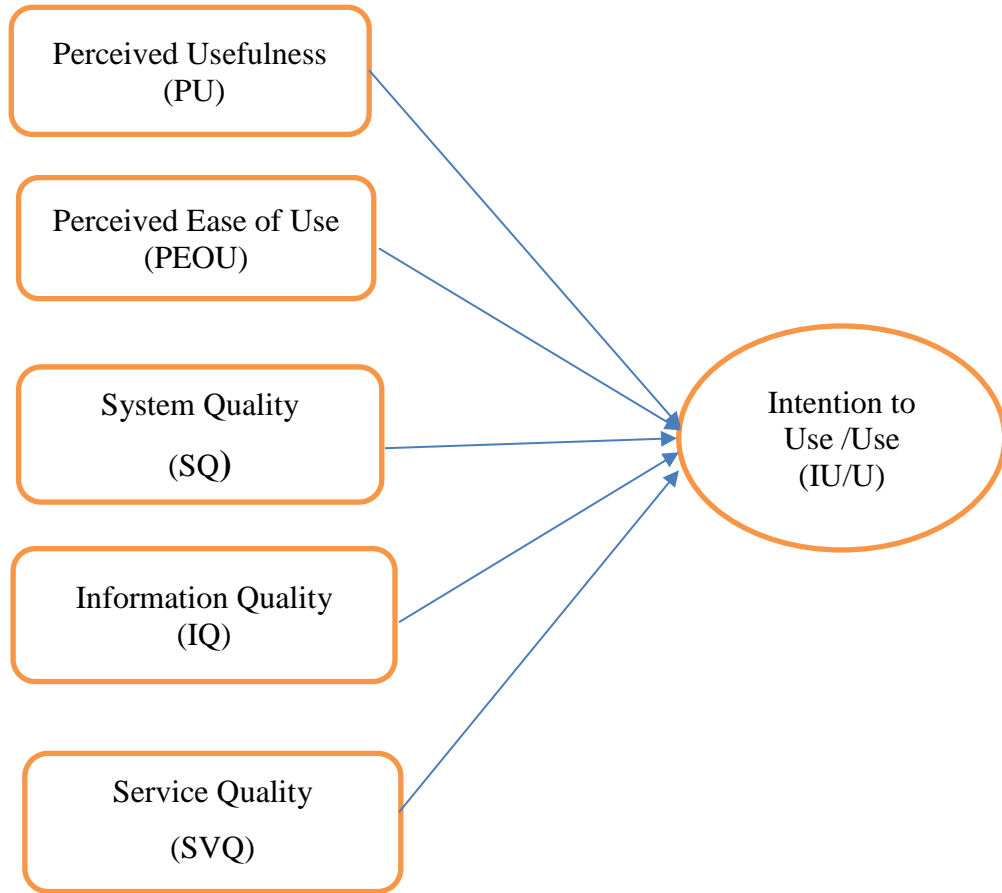 Perceived Usefulness
(PU)
Perceived Ease of Use
(PEOU)
System Quality
(SQ)
Information Quality
(IQ)
Service Quality
(SVQ)
Intention to
Use /Use
(IU/U)